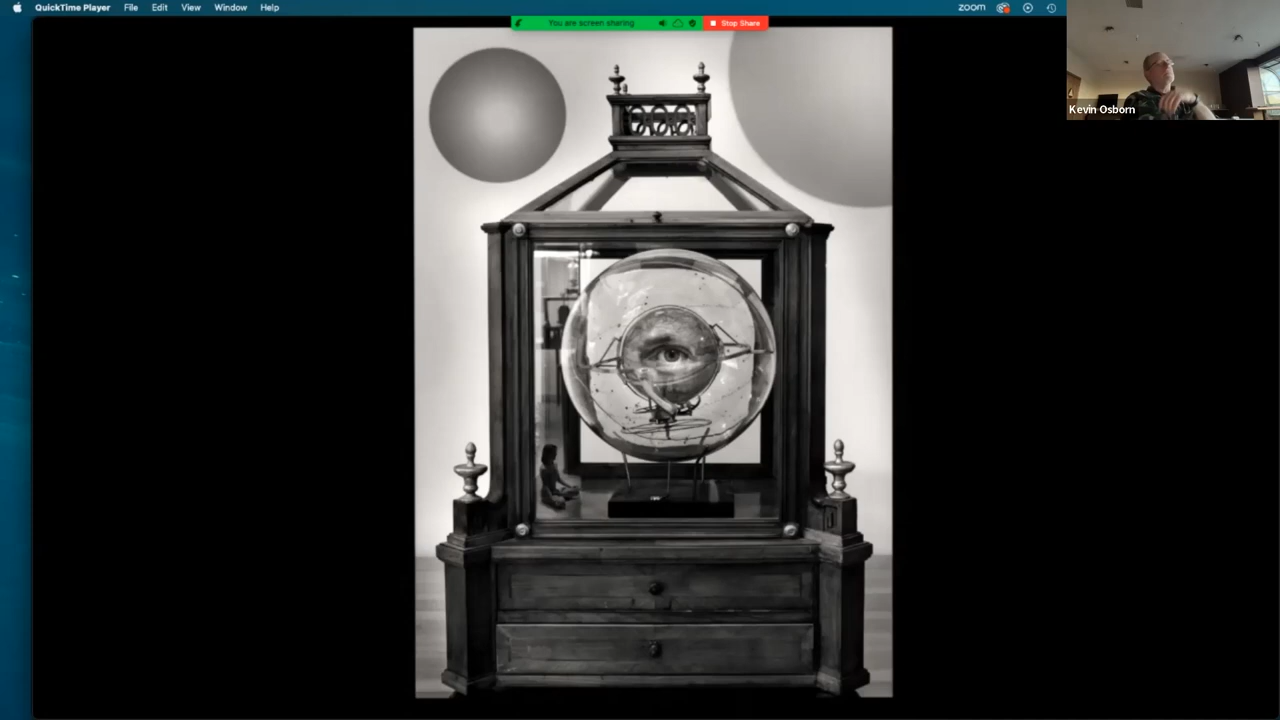 QuickTime Player File Edit View Window Help
zoom
You are screen sharing
Stop Share
Kevin Osborn